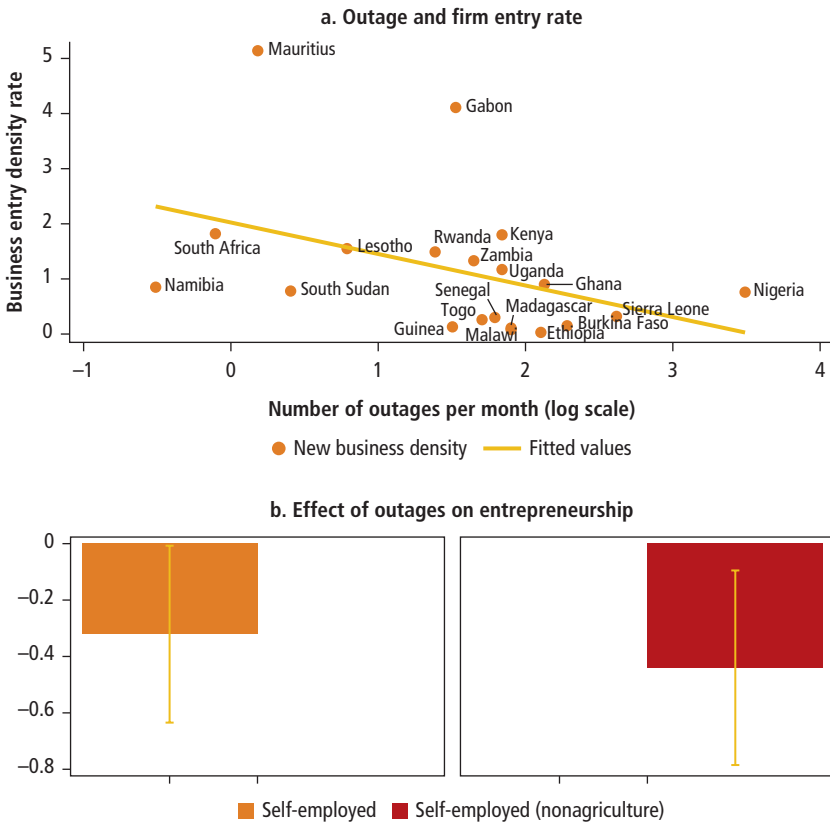 a. Outage and firm entry rate
Business entry density rate
5
4
3
2
1
0
Mauritius
Gabon
South Africa
Lesotho
Rwanda
Kenya
Zambia
Uganda
Namibia
South Sudan
Senegal
Ghana
Nigeria
Togo
Madagascar
Sierra Leone
Guinea
Malawi
Ethiopia
Burkina Faso
–1 0 1 2 3 4
Number of outages per month (log scale)
New business density Fitted values
b. Effect of outages on entrepreneurship
0
–0.2
–0.4
–0.6
–0.8
Self-employed Self-employed (nonagriculture)